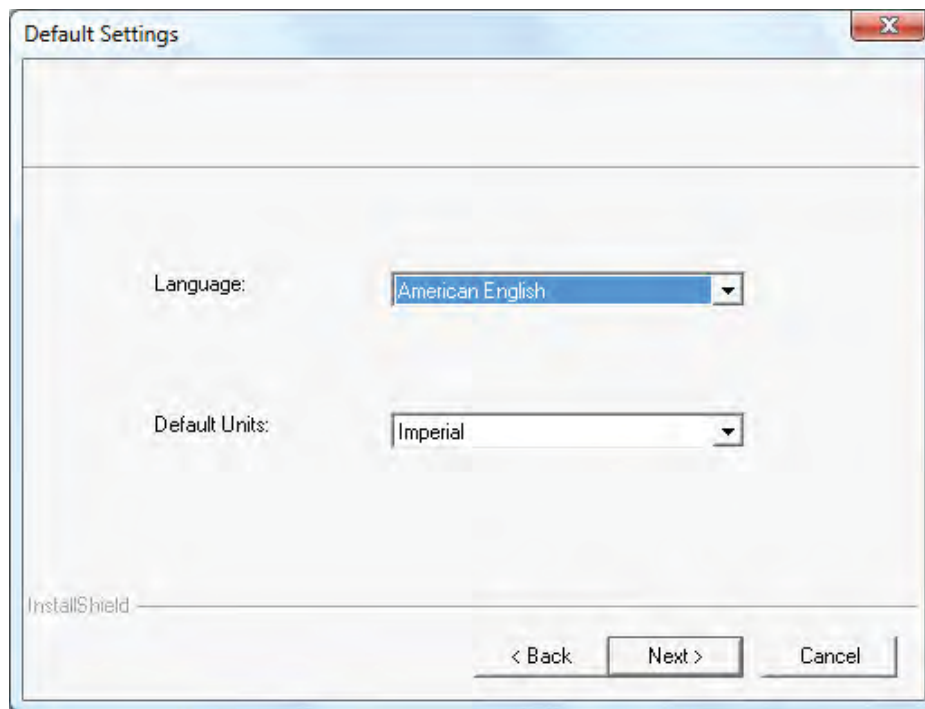 Default Settings
Language: American English
Default Units: Imperial
InstallShield
< Back Next > Cancel